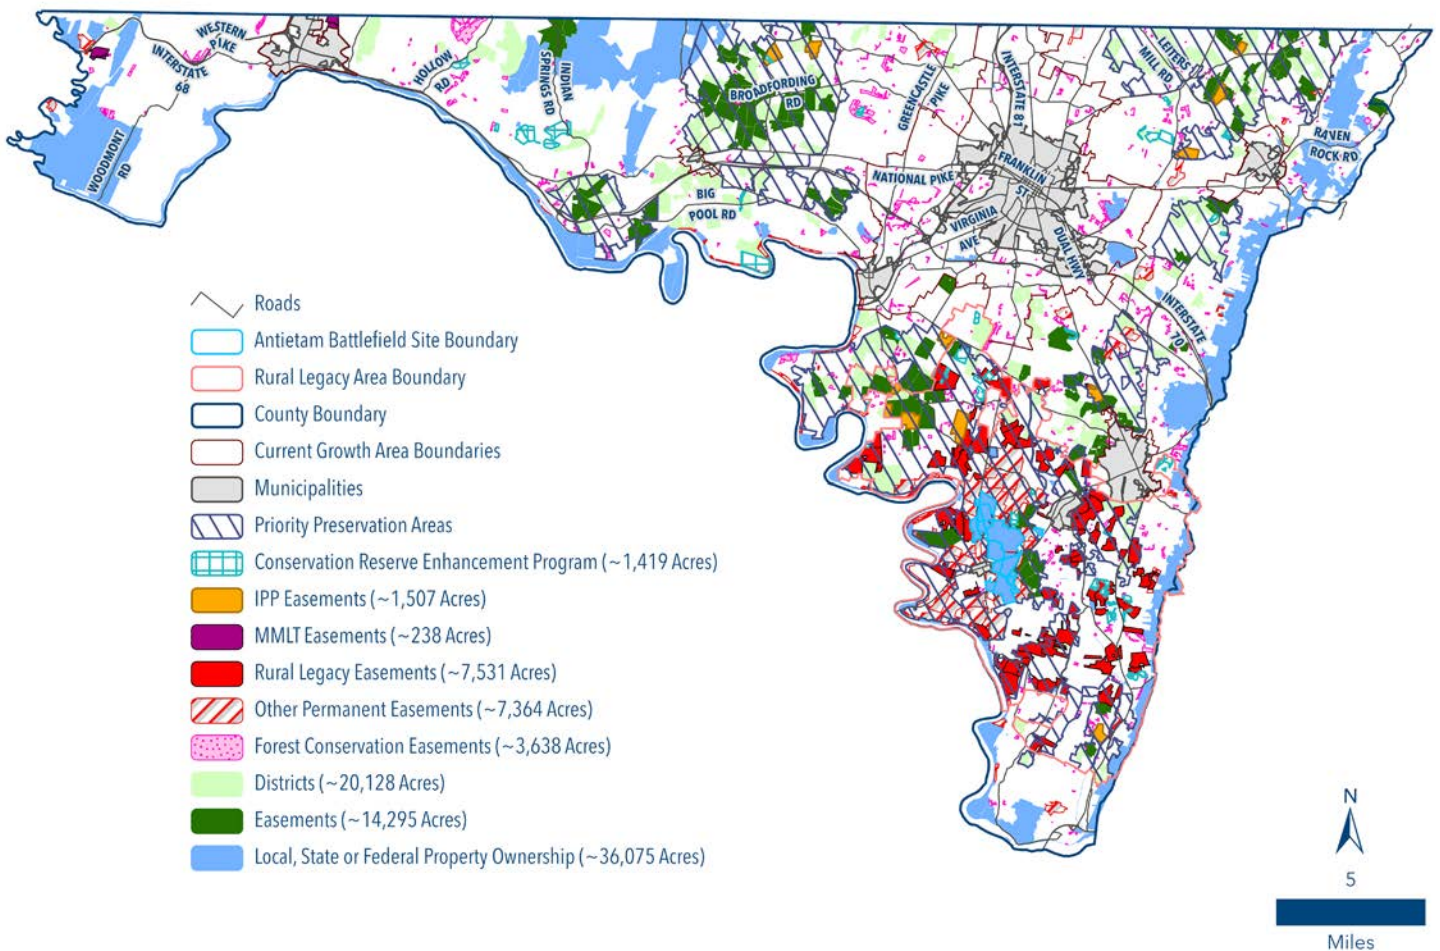 WESTERN
PIKE
INTERSTATE
68
WOODMONT
RD
HOLLOW
RD
INDIAN
SPRINGS RD
BROADFORDING
RD
GREENCASTLE
PIKE
INTERSTATE 81
LEITERS
MILL RD
RAVEN
ROCK RD
NATIONAL PIKE
FRANKLIN
ST
BIG
POOL RD
VIRGINIA
AVE
DUAL HWY
INTERSTATE
70
Roads
Antietam Battlefield Site Boundary
Rural Legacy Area Boundary
County Boundary
Current Growth Area Boundaries
Municipalities
Priority Preservation Areas
Conservation Reserve Enhancement Program (~1,419 Acres)
IPP Easements (~1,507 Acres)
MMLT Easements (~238 Acres)
Rural Legacy Easements (~7,531 Acres)
Other Permanent Easements (~7,364 Acres)
Forest Conservation Easements (~3,638 Acres)
Districts (~20,128 Acres)
Easements (~14,295 Acres)
Local, State or Federal Property Ownership (~36,075 Acres)
N
5
Miles